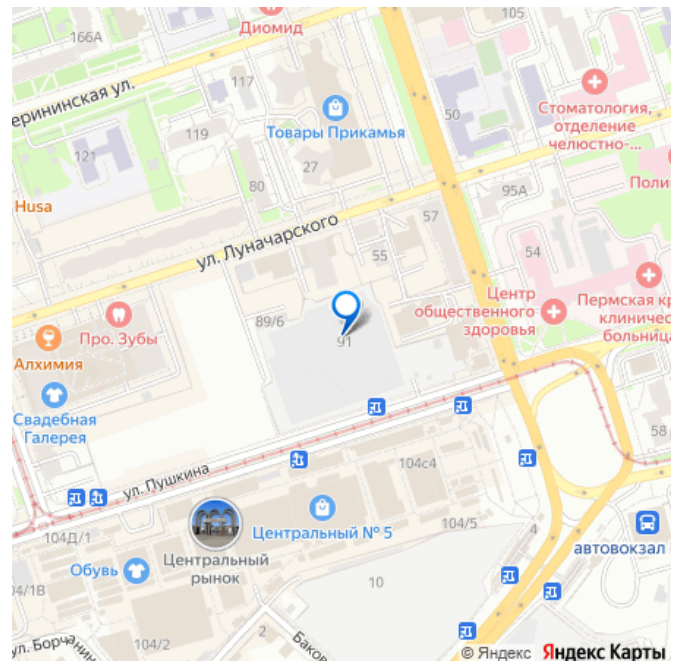 166А
Диомид
105
117
ерининская ул.
Товары Прикамья
50
Стоматология,
отделение
челюстно-...
119
121
27
80
95А
Поли
Husa
ул. Луначарского
57
55
54
Центр
общественного
здоровья
Пермская кр
клиничес
больница
89/6
91
Про. Зубы
Алхимия
Свадебная
Галерея
ул. Пушкина
104с4
58
Центральный № 5
104/5
4
автовокзал
104Д/1
Центральный
рынок
Обувь
04/1В
10
ул. Борчани
104/2
2
Баков
© Яндекс Яндекс Карты